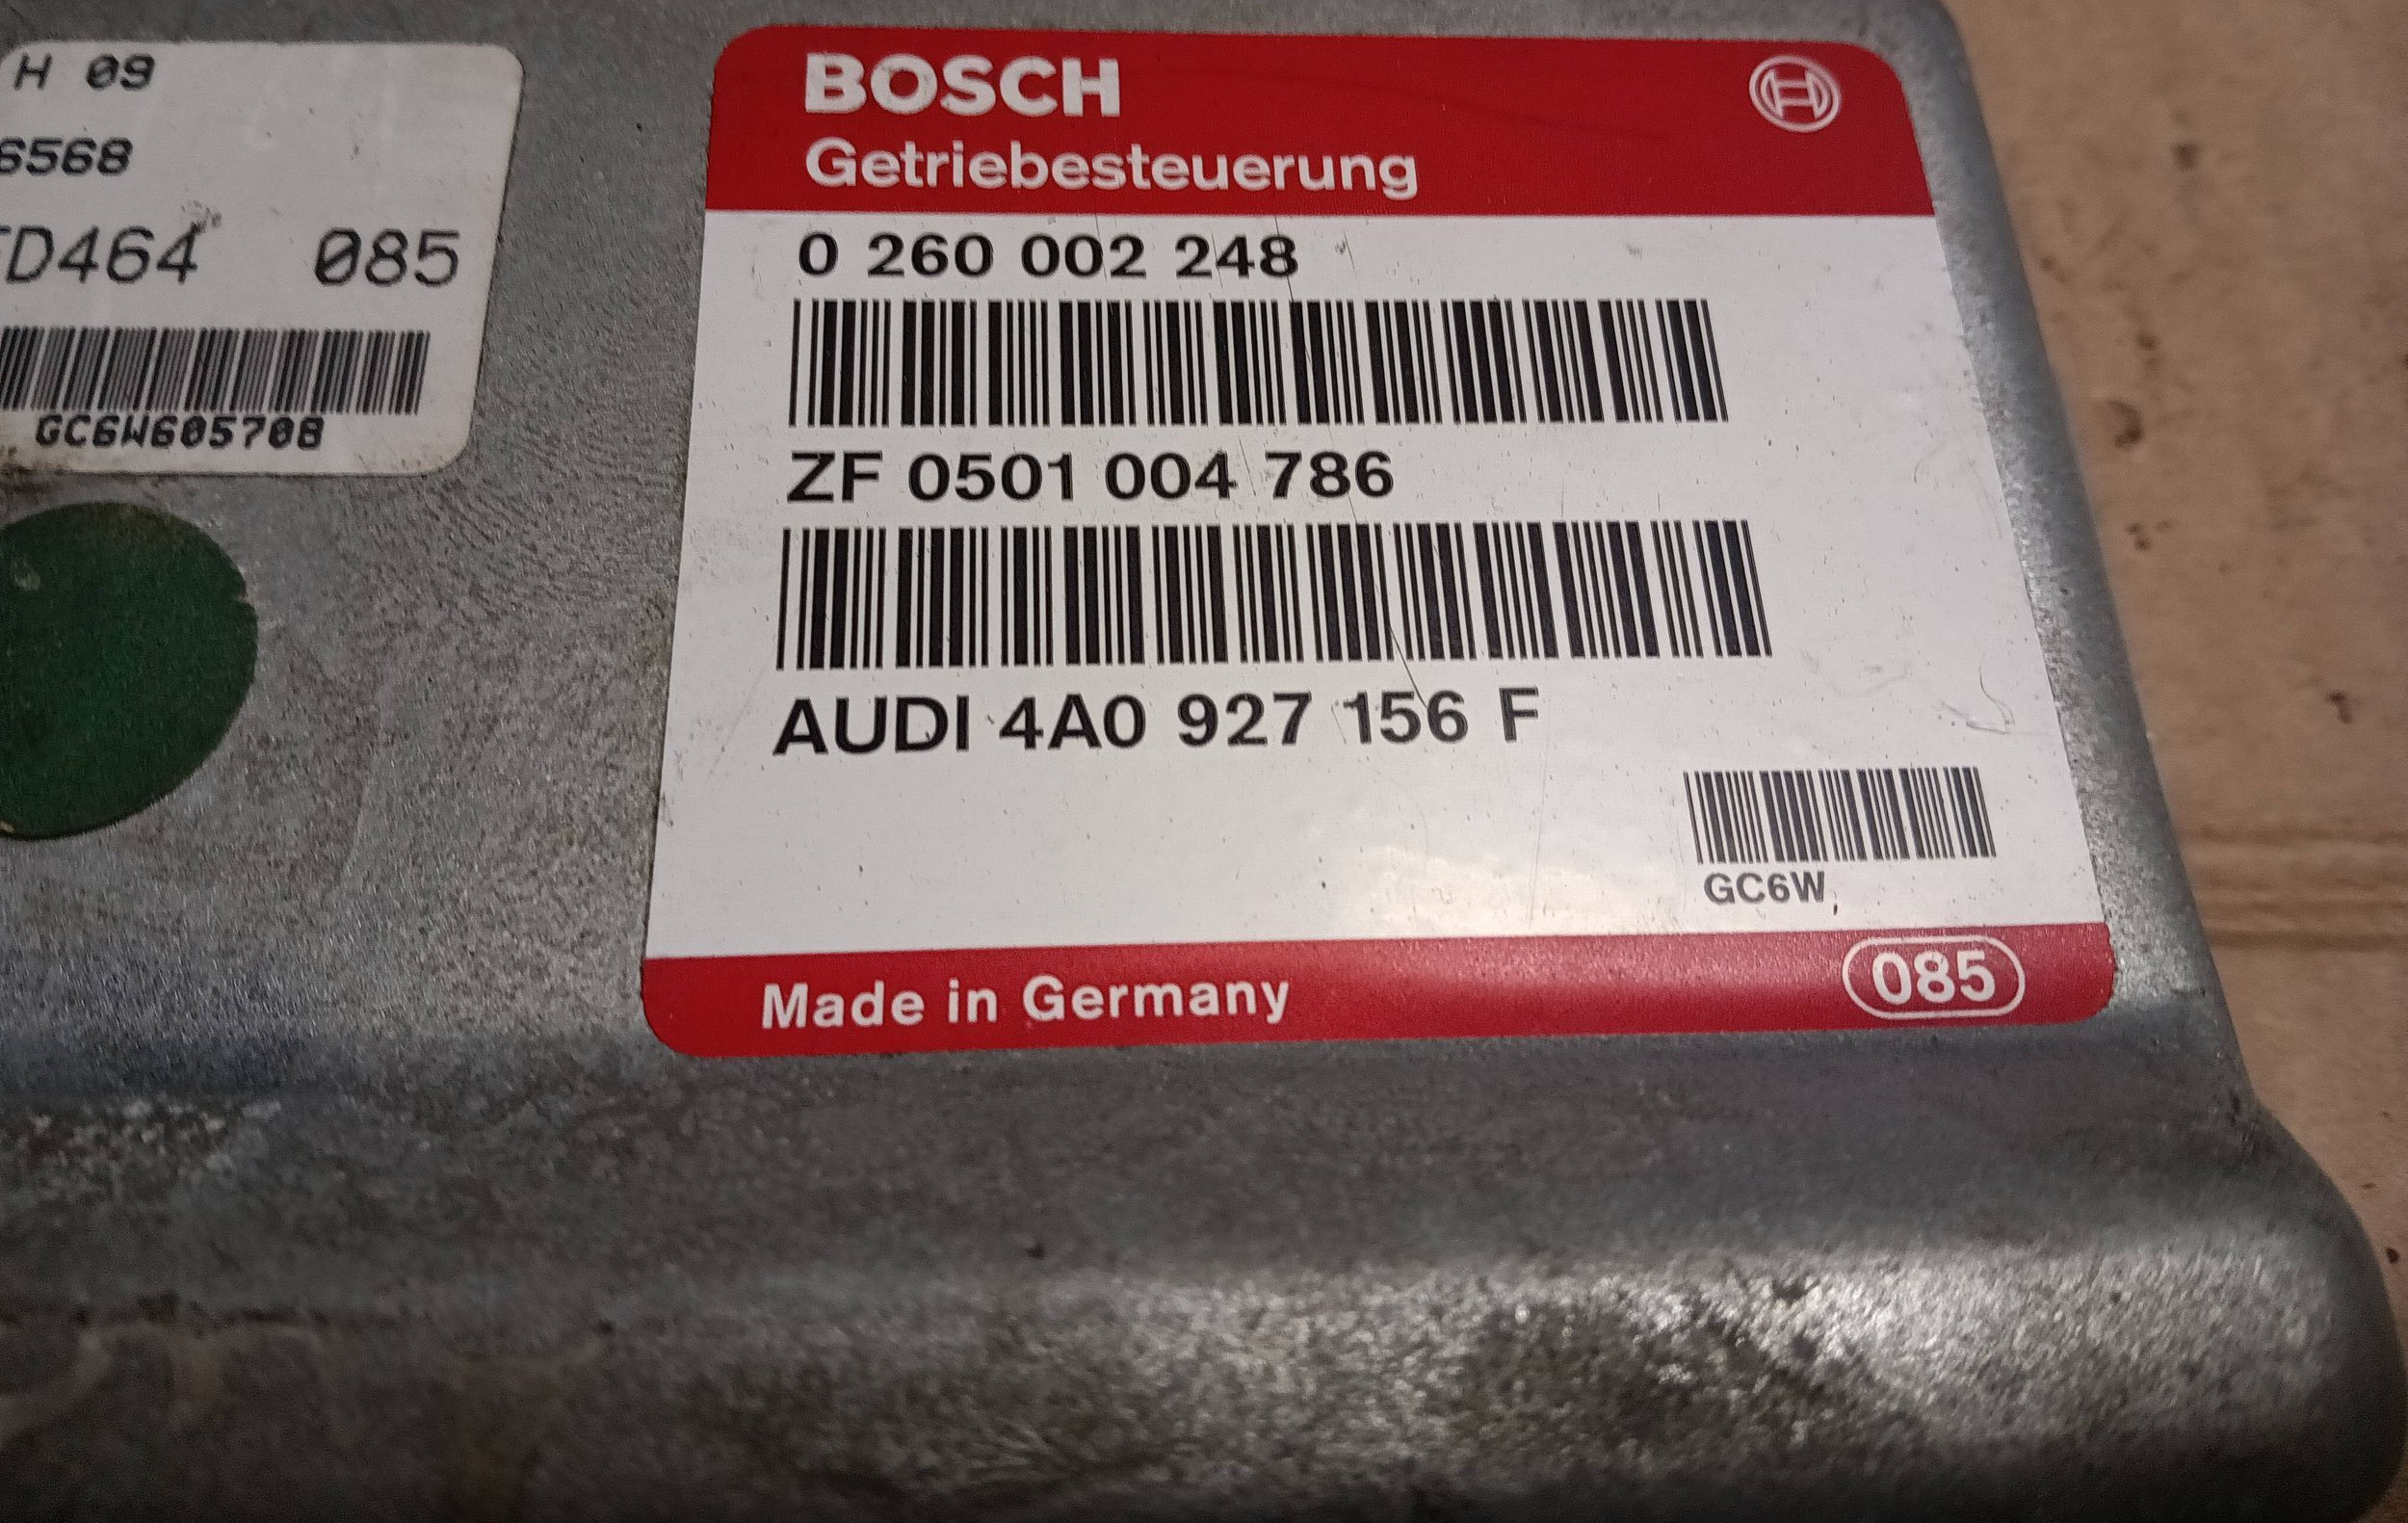 H 09
6568
D464 085
GC6W605708
BOSCH
Getriebesteuerung
0 260 002 248
ZF 0501 004 786
AUDI 4A0 927 156 F
GC6W
Made in Germany
085